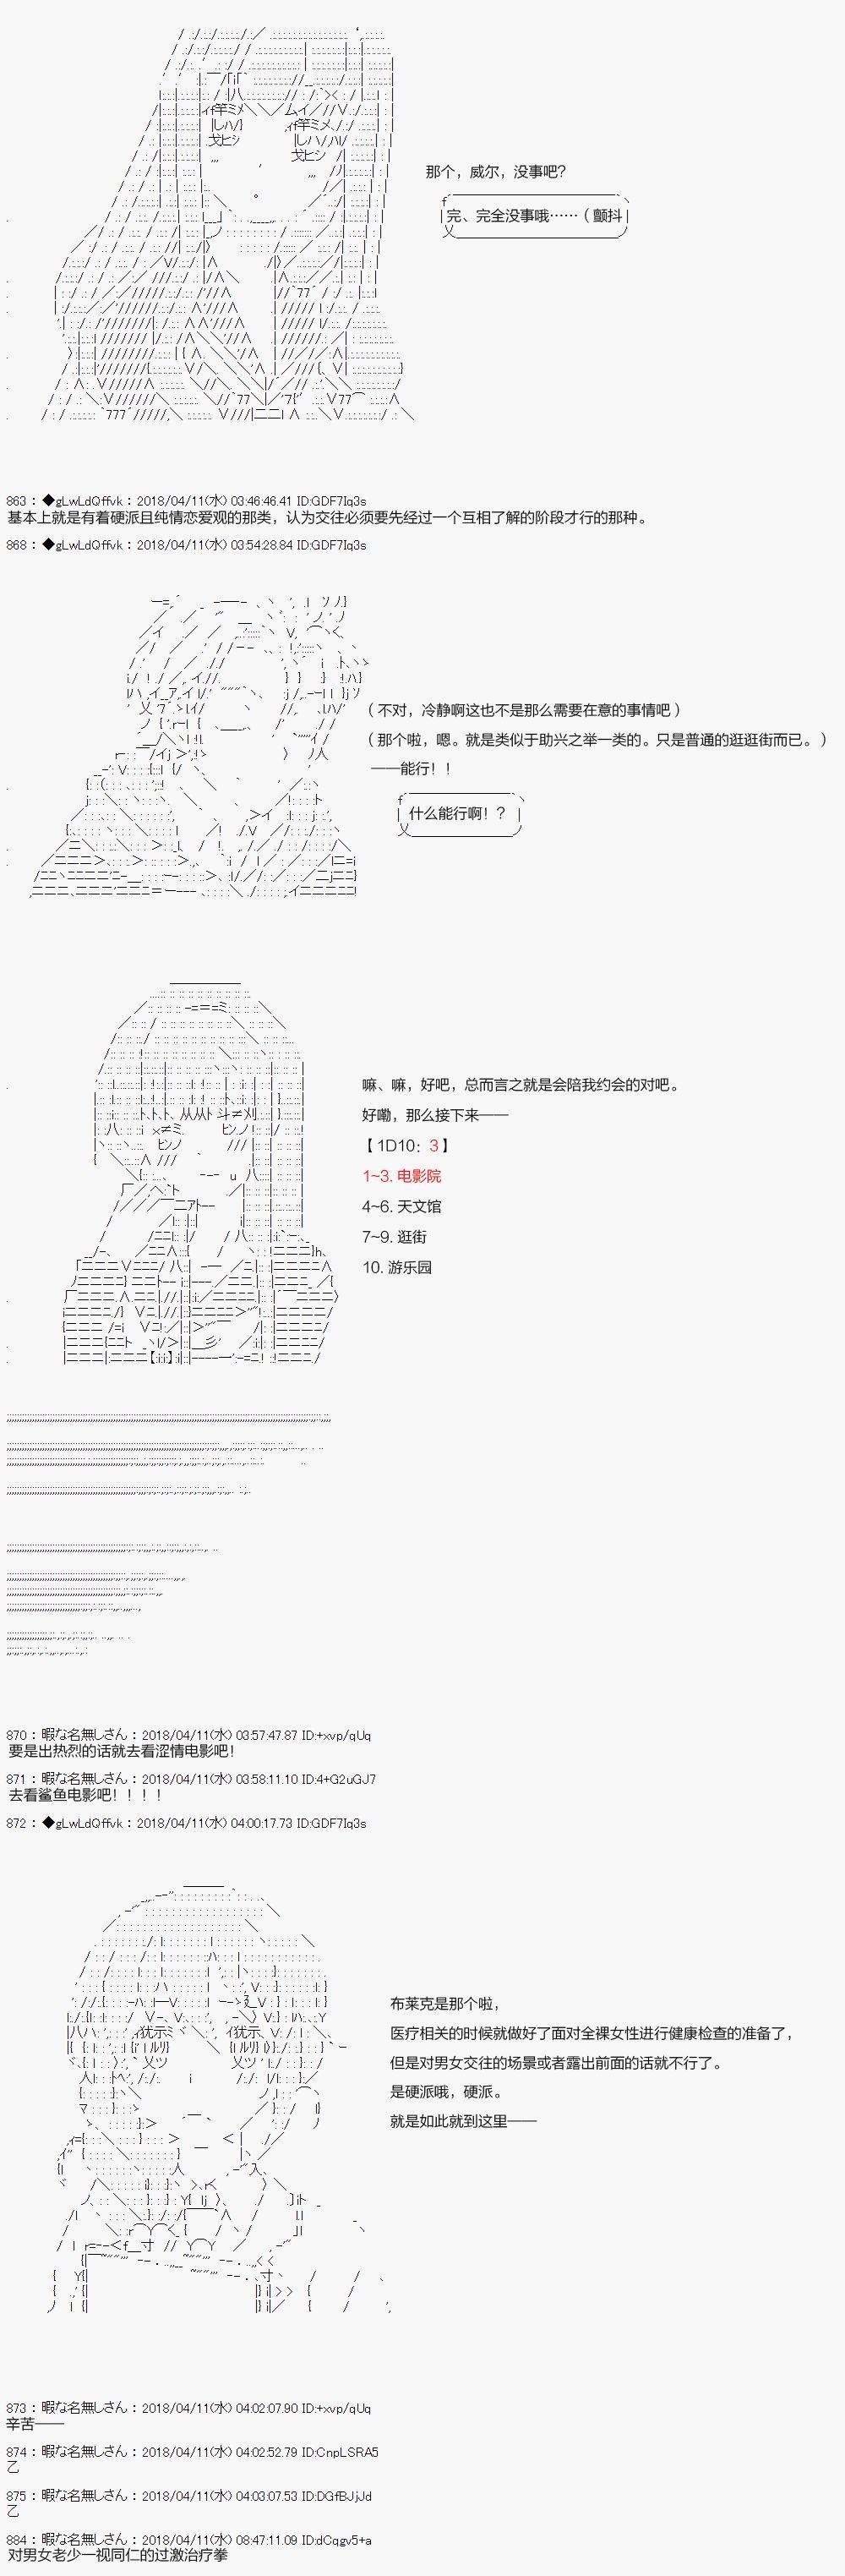 那个，威尔，没事吧？
完、完全没事哦……（颤抖
863 ： ◆gLwLdQffvk ： 2018/04/11(水) 03:46:46.41 ID:GDF7Iq3s
基本上就是有着硬派且纯情恋爱观的那类，认为交往必须要先经过一个互相了解的阶段才行的那种。
868 ： ◆gLwLdQffvk ： 2018/04/11(水) 03:54:28.84 ID:GDF7Iq3s
（不对，冷静啊这也不是那么需要在意的事情吧）
（那个啦，嗯。就是类似于助兴之举一类的。只是普通的逛逛街而已。）
——能行！！
什么能行啊！？
嘛、嘛，好吧，总而言之就是会陪我约会的对吧。
好嘞，那么接下来——
【 1D10：3 】
1~3. 电影院
4~6. 天文馆
7~9. 逛街
10. 游乐园
870 ： 暇な名無しさん ： 2018/04/11(水) 03:57:47.87 ID:+xvp/qUq
要是出热烈的话就去看涩情电影吧！
871 ： 暇な名無しさん ： 2018/04/11(水) 03:58:11.10 ID:4+G2uGJ7
去看鲨鱼电影吧！！！！
872 ： ◆gLwLdQffvk ： 2018/04/11(水) 04:00:17.73 ID:GDF7Iq3s
布莱克是那个啦，
医疗相关的时候就做好了面对全裸女性进行健康检查的准备了，
但是对男女交往的场景或者露出前面的话就不行了。
是硬派哦，硬派。
就是如此就到这里——
873 ： 暇な名無しさん ： 2018/04/11(水) 04:02:07.90 ID:+xvp/qUq
辛苦——
874 ： 暇な名無しさん ： 2018/04/11(水) 04:02:52.79 ID:CnpLSRA5
乙
875 ： 暇な名無しさん ： 2018/04/11(水) 04:03:07.53 ID:DGfBJjJd
乙
884 ： 暇な名無しさん ： 2018/04/11(水) 08:47:11.09 ID:dCqgv5+a
对男女老少一视同仁的过激治疗拳